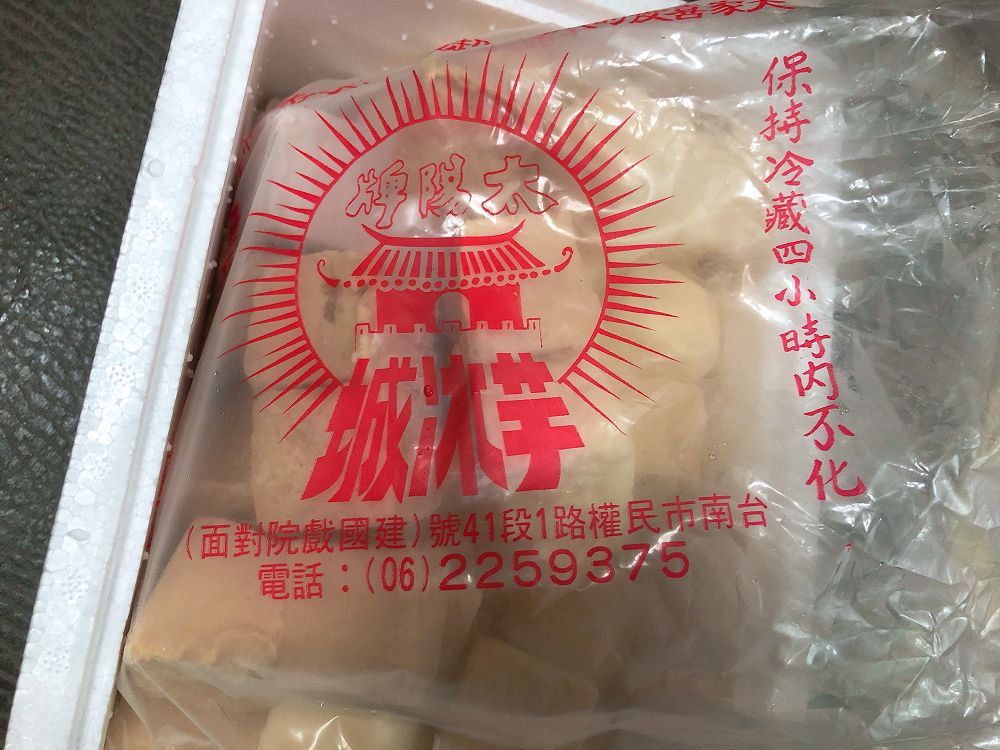 太陽牌
芋冰城
台南市民權路1段41號(建國戲院對面)
電話：(06)2259375
保持冷藏四小時內不化